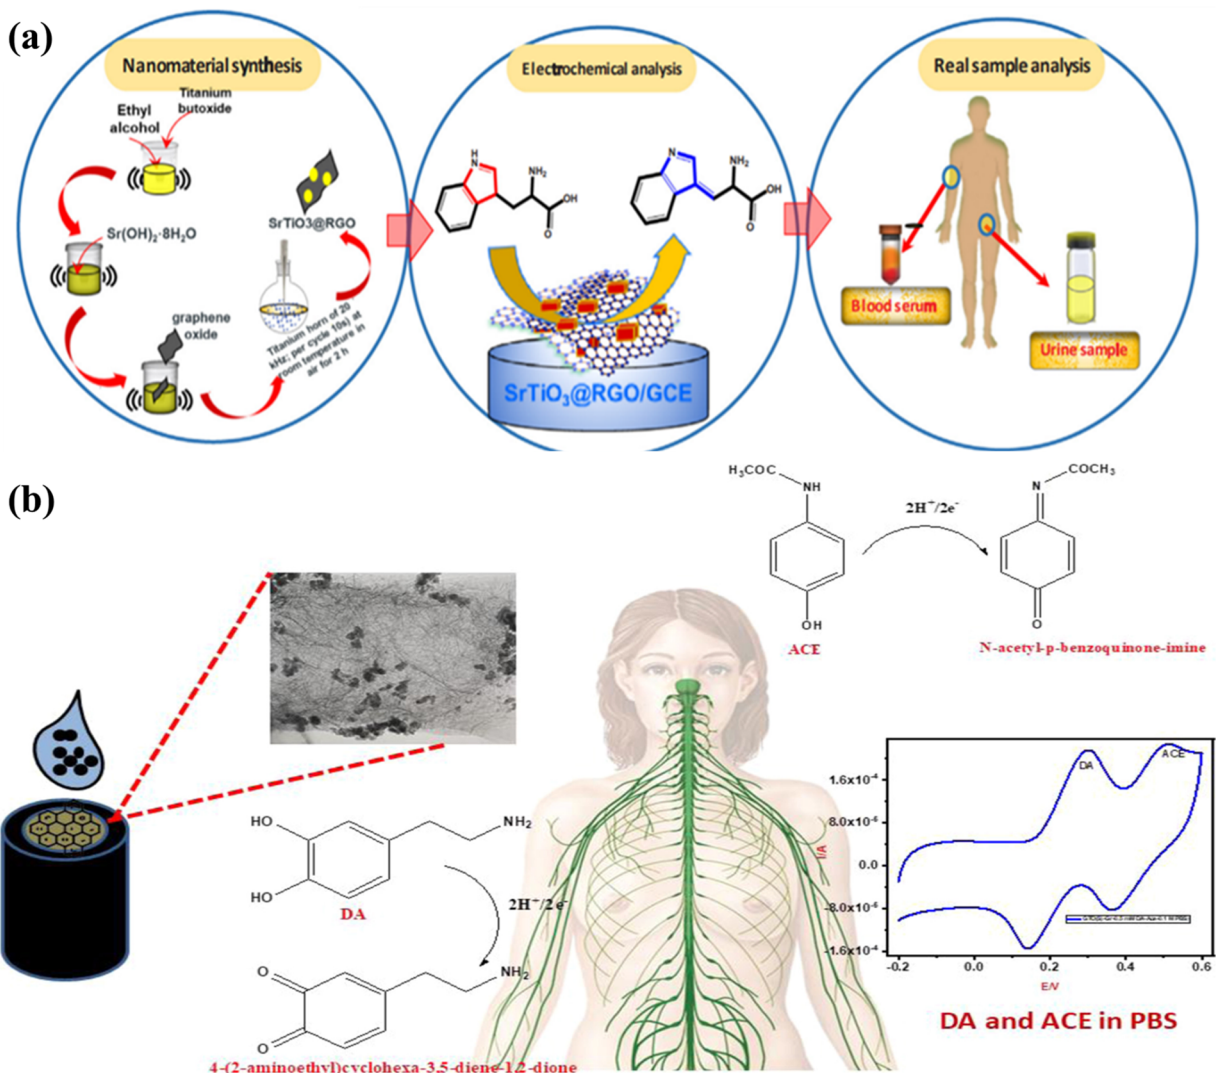 (a)
Nanomaterial synthesis
Titanium
butoxide
Ethyl
alcohol
Sr(OH)₂·8H₂O
graphene
oxide
SrTiO3@RGO
Titanium horn of 20
kHz; per cycle 10s) at
room temperature in
air for 2 h
Electrochemical analysis
H
N
NH₂
OH
O
N
NH₂
OH
O
SrTiO₃@RGO/GCE
Real sample analysis
Blood serum
Urine sample
(b)
H₃COC
NH
OH
ACE
2H⁺/2e⁻
N
COCH₃
O
N-acetyl-p-benzoquinone-imine
HO
HO
NH₂
DA
2H⁺/2e⁻
O
O
NH₂
4-(2-aminoethyl)cyclohexa-3,5-diene-1,2-dione
DA
ACE
1.6x10⁻⁴
8.0x10⁻⁵
0.0
-8.0x10⁻⁵
-1.6x10⁻⁴
I/A
-0.2
0.0
0.2
0.4
0.6
E/V
DA and ACE in PBS